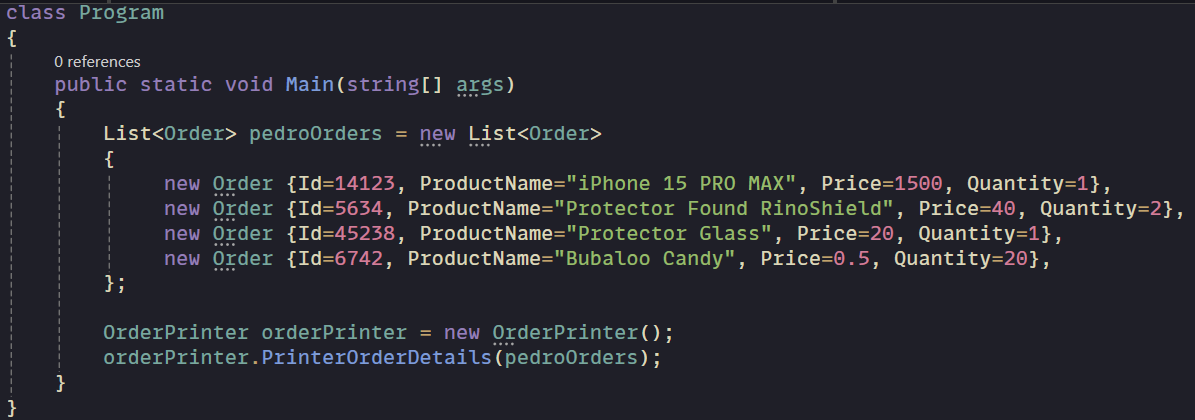 class Program
{
0 references
public static void Main(string[] args)
{
List<Order> pedroOrders = new List<Order>
{
new Order {Id=14123, ProductName="iPhone 15 PRO MAX", Price=1500, Quantity=1},
new Order {Id=5634, ProductName="Protector Found RinoShield", Price=40, Quantity=2},
new Order {Id=45238, ProductName="Protector Glass", Price=20, Quantity=1},
new Order {Id=6742, ProductName="Bubaloo Candy", Price=0.5, Quantity=20},
};
OrderPrinter orderPrinter = new OrderPrinter();
orderPrinter.PrinterOrderDetails(pedroOrders);
}
}